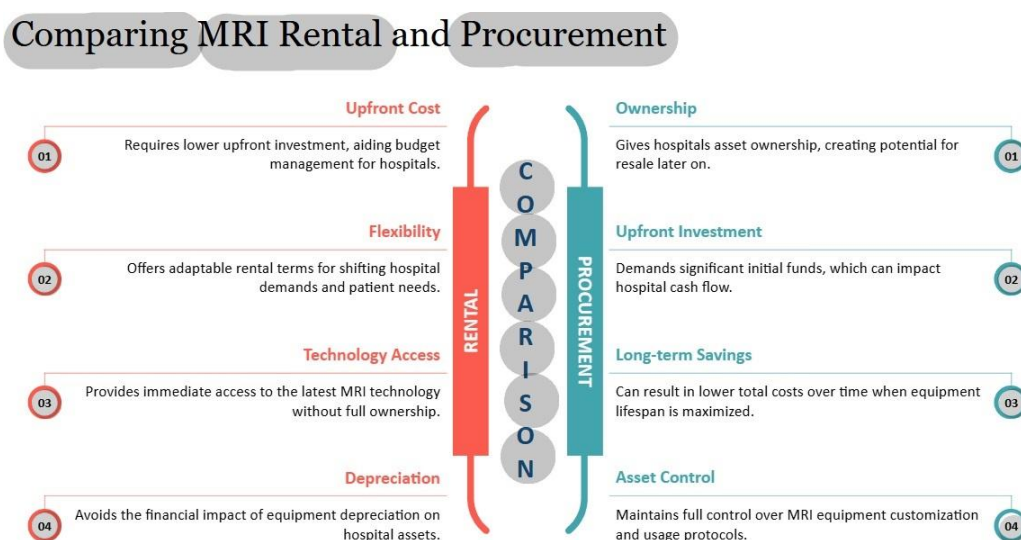 Comparing MRI Rental and Procurement
Upfront Cost
01
Requires lower upfront investment, aiding budget
management for hospitals.
Flexibility
02
Offers adaptable rental terms for shifting hospital
demands and patient needs.
Technology Access
03
Provides immediate access to the latest MRI technology
without full ownership.
Depreciation
04
Avoids the financial impact of equipment depreciation on
hospital assets.
RENTAL
COMPARISON
PROCUREMENT
Ownership
Gives hospitals asset ownership, creating potential for
resale later on.
01
Upfront Investment
Demands significant initial funds, which can impact
hospital cash flow.
02
Long-term Savings
Can result in lower total costs over time when equipment
lifespan is maximized.
03
Asset Control
Maintains full control over MRI equipment customization
and usage protocols.
04